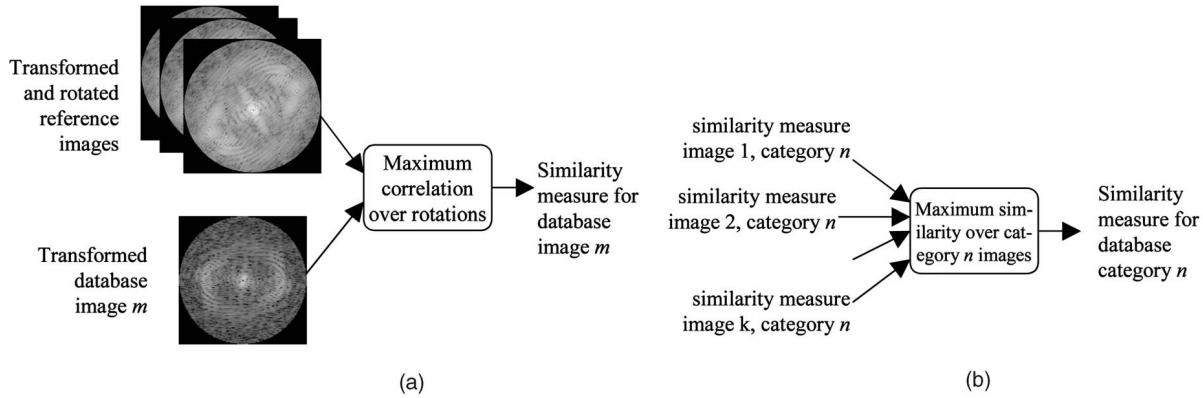 Transformed
and rotated
reference
images
Maximum
correlation
over rotations
Similarity
measure for
database
image m
Transformed
database
image m
(a)
similarity measure
image 1, category n
similarity measure
image 2, category n
similarity measure
image k, category n
Maximum sim-
ilarity over cat-
egory n images
Similarity
measure for
database
category n
(b)